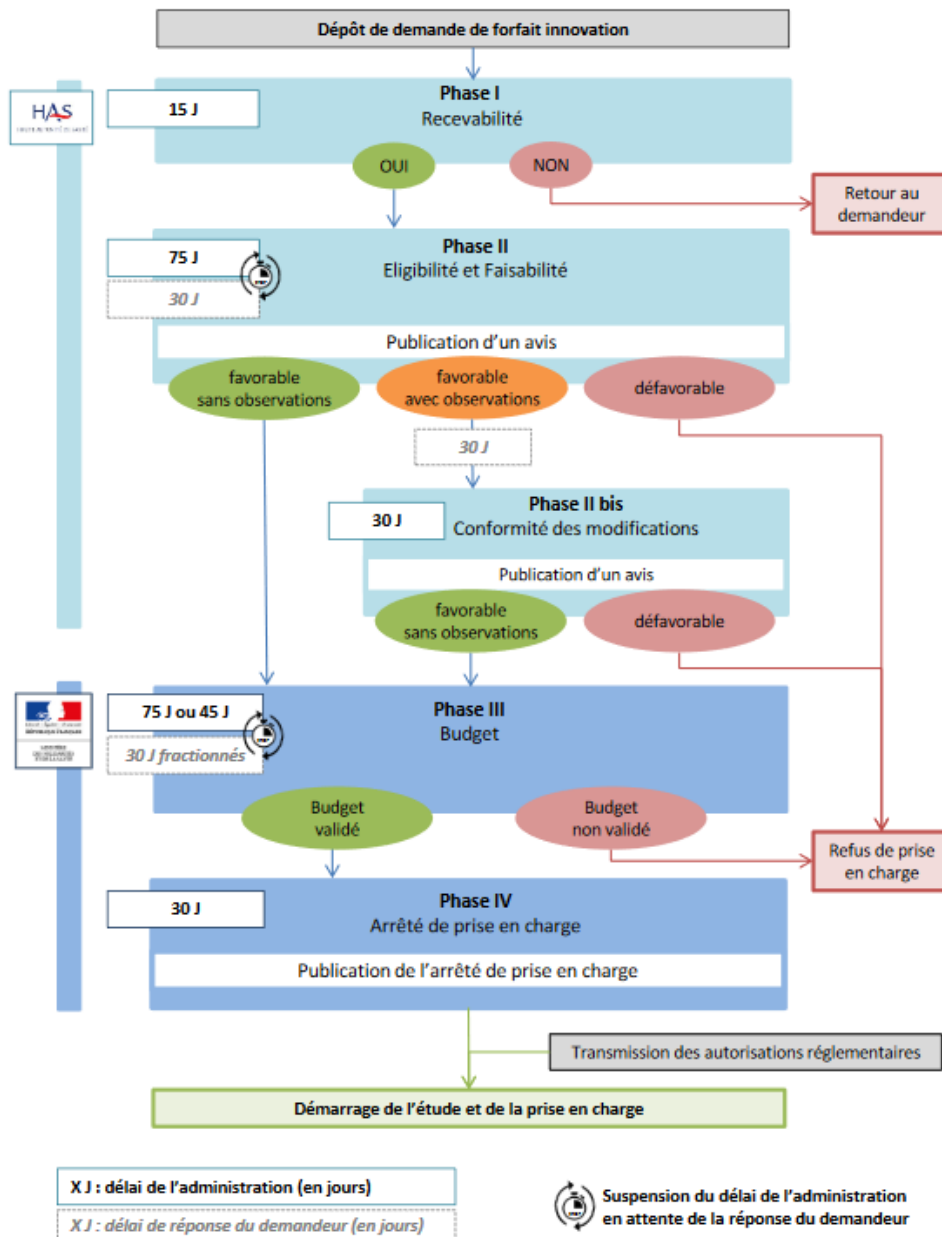 Dépôt de demande de forfait innovation
HAS
15 J
Phase I
Recevabilité
OUI
NON
Retour au
demandeur
75 J
30 J
Phase II
Eligibilité et Faisabilité
Publication d'un avis
favorable
sans observations
favorable
avec observations
défavorable
30 J
30 J
Phase II bis
Conformité des modifications
Publication d'un avis
favorable
sans observations
défavorable
75 J ou 45 J
30 J fractionnés
Phase III
Budget
Budget
validé
Budget
non validé
Refus de prise
en charge
30 J
Phase IV
Arrêté de prise en charge
Publication de l'arrêté de prise en charge
Transmission des autorisations réglementaires
Démarrage de l'étude et de la prise en charge
X J : délai de l'administration (en jours)
X J : délai de réponse du demandeur (en jours)
Suspension du délai de l'administration
en attente de la réponse du demandeur